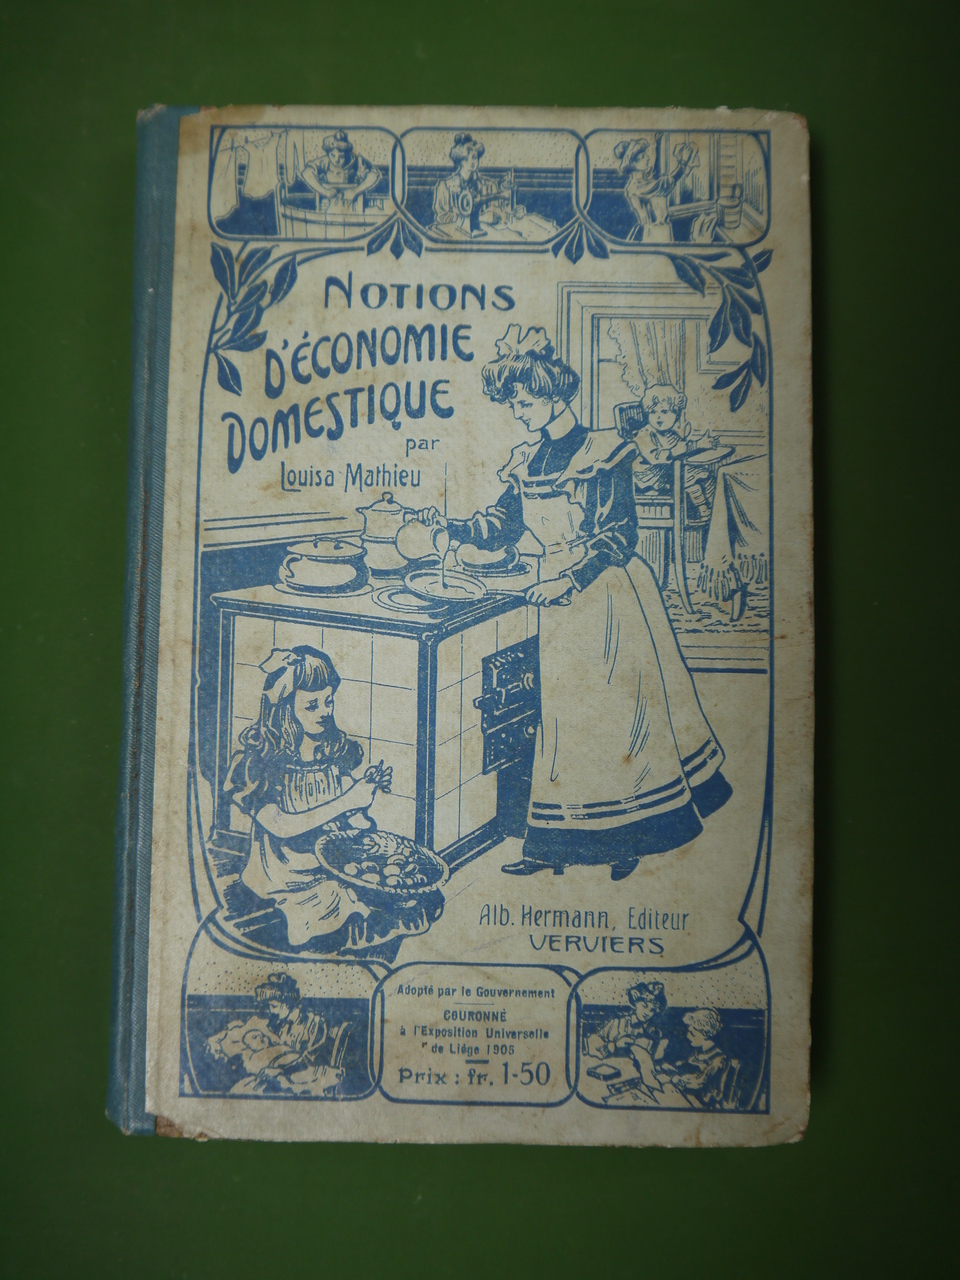 NOTIONS
D'ÉCONOMIE
DOMESTIQUE
par
Louisa Mathieu
Alb. Hermann, Editeur
VERVIERS
Adopté par le Gouvernement
COURONNÉ
à l'Exposition Universelle
de Liége 1905
Prix : fr. 1-50